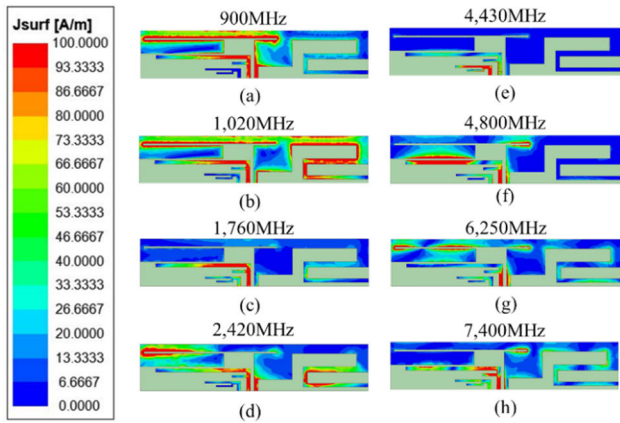 Jsurf [A/m]
100.0000
93.3333
86.6667
80.0000
73.3333
66.6667
60.0000
53.3333
46.6667
40.0000
33.3333
26.6667
20.0000
13.3333
6.6667
0.0000
900MHz
(a)
1,020MHz
(b)
1,760MHz
(c)
2,420MHz
(d)
4,430MHz
(e)
4,800MHz
(f)
6,250MHz
(g)
7,400MHz
(h)